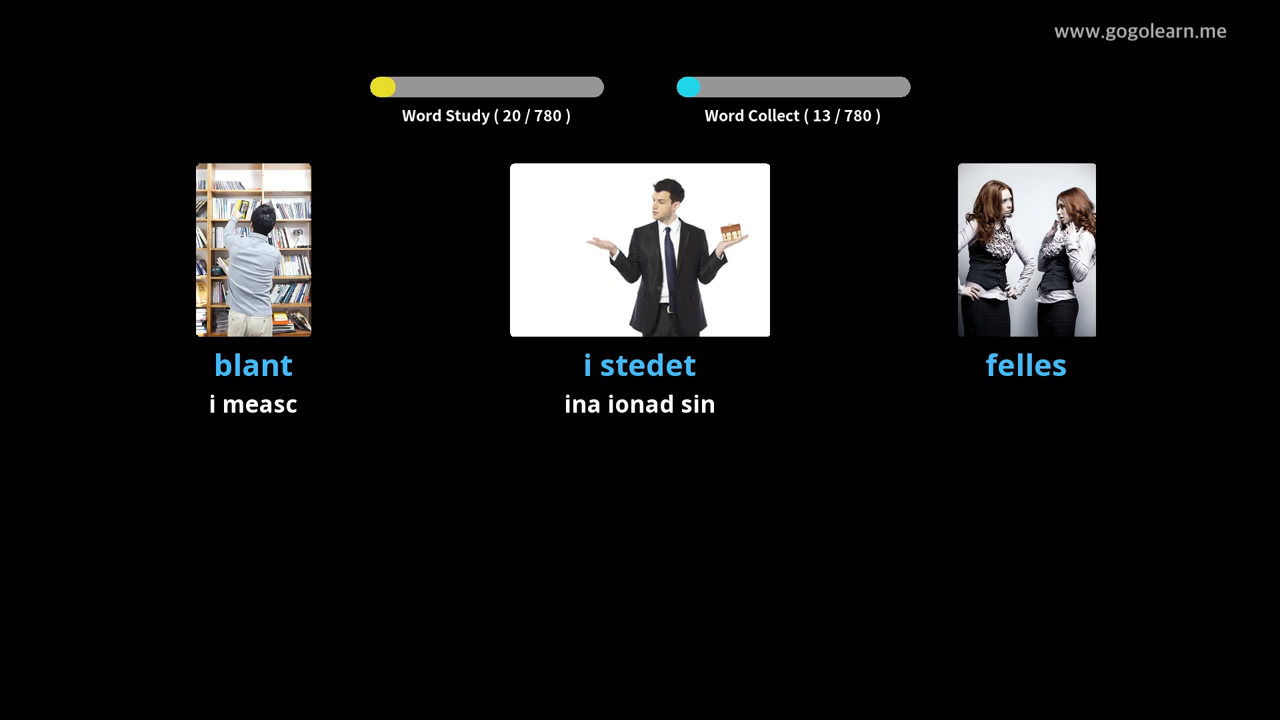 www.gogolearn.me
Word Study ( 20 / 780 )
Word Collect ( 13 / 780 )
blant
i measc
i stedet
ina ionad sin
felles